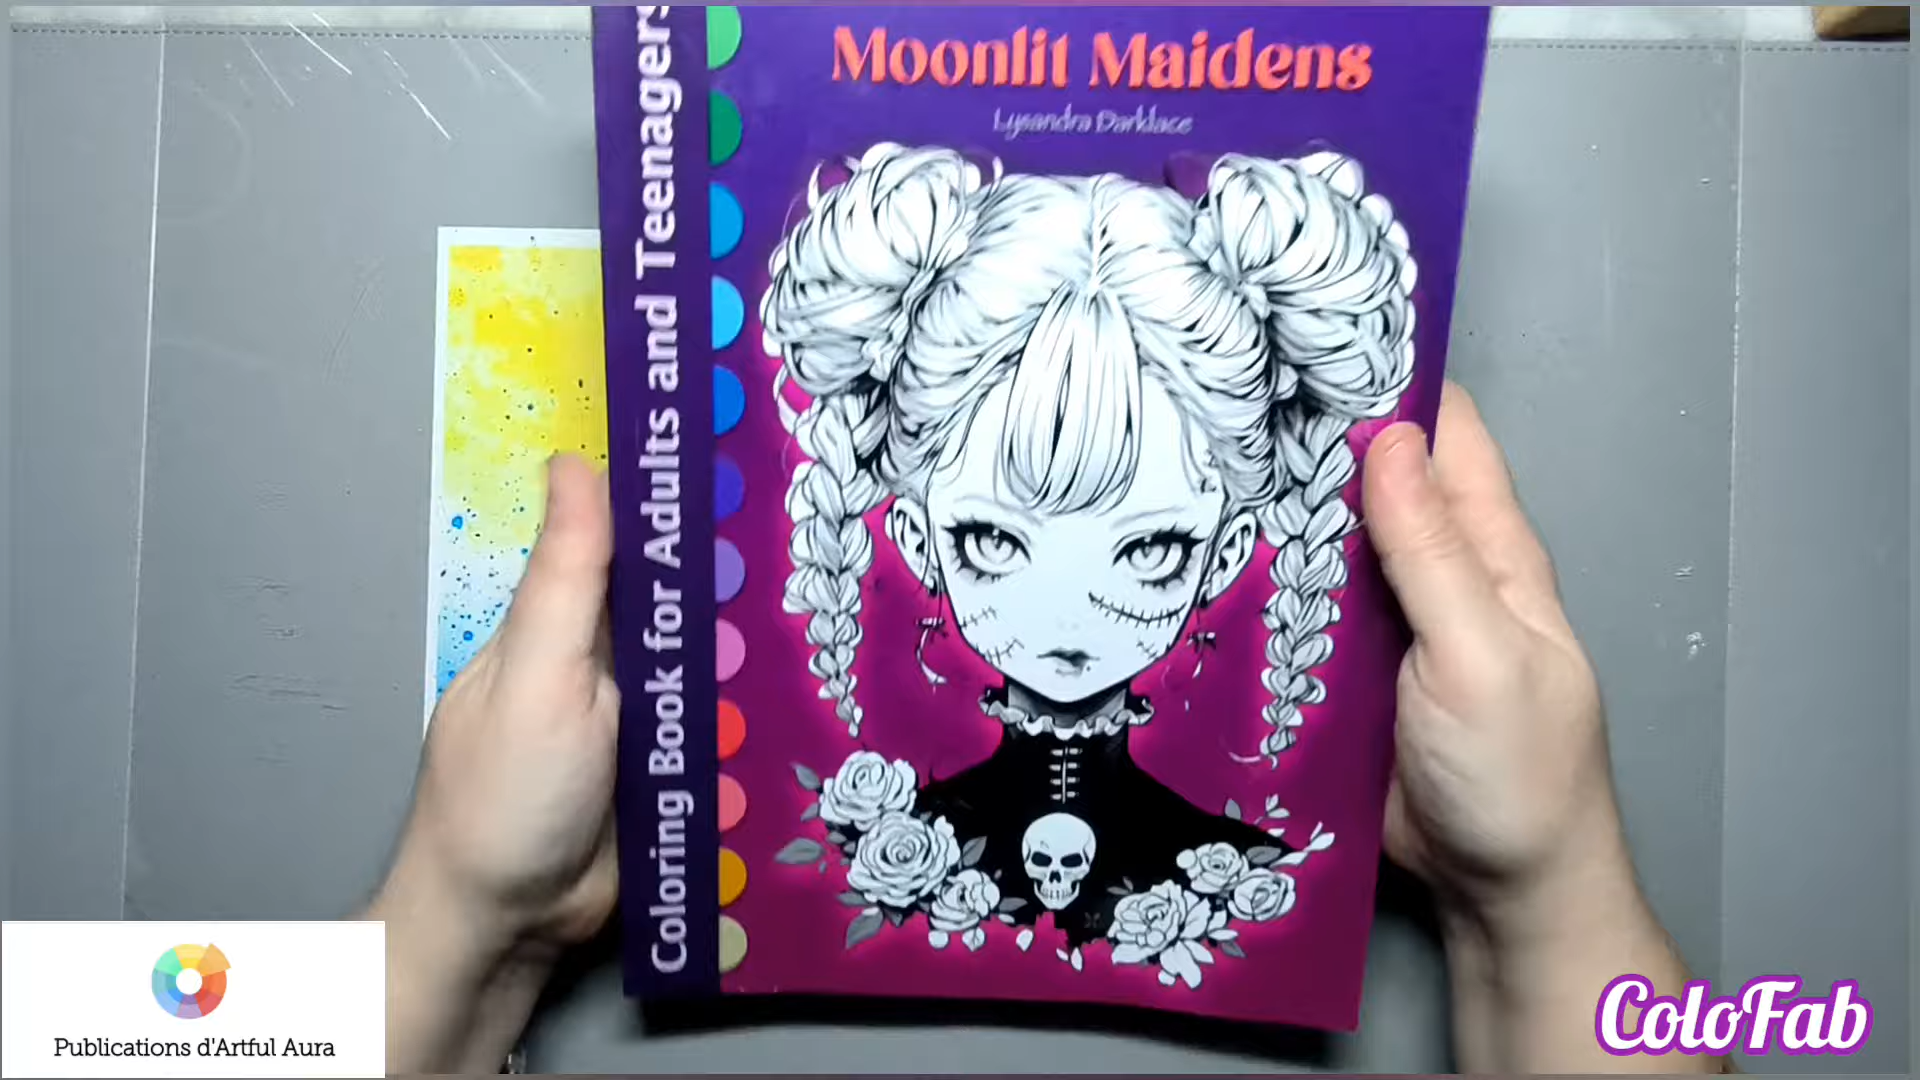 Moonlit Maidens
Lysandra Darklace
Coloring Book for Adults and Teenagers
Publications d'Artful Aura
ColoFab